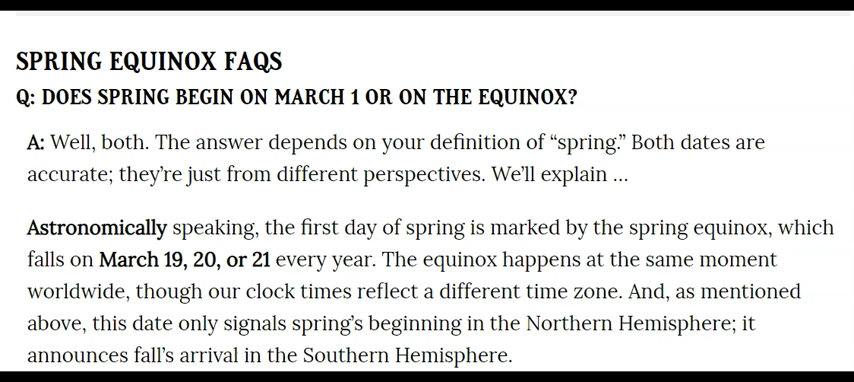 SPRING EQUINOX FAQS
Q: DOES SPRING BEGIN ON MARCH 1 OR ON THE EQUINOX?
A: Well, both. The answer depends on your definition of “spring.” Both dates are
accurate; they’re just from different perspectives. We’ll explain …
Astronomically speaking, the first day of spring is marked by the spring equinox, which
falls on March 19, 20, or 21 every year. The equinox happens at the same moment
worldwide, though our clock times reflect a different time zone. And, as mentioned
above, this date only signals spring’s beginning in the Northern Hemisphere; it
announces fall’s arrival in the Southern Hemisphere.